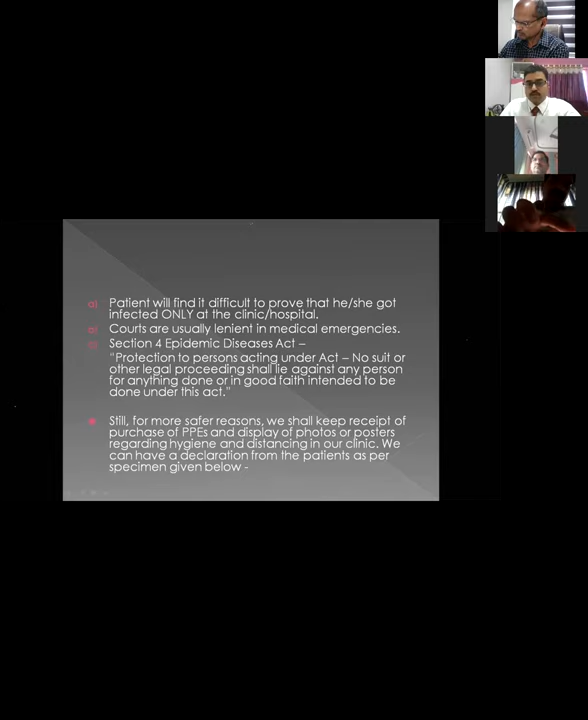 a) Patient will find it difficult to prove that he/she got
infected ONLY at the clinic/hospital.
a) Courts are usually lenient in medical emergencies.
Section 4 Epidemic Diseases Act –
"Protection to persons acting under Act – No suit or
other legal proceeding shall lie against any person
for anything done or in good faith intended to be
done under this act."
Still, for more safer reasons, we shall keep receipt of
purchase of PPEs and display of photos or posters
regarding hygiene and distancing in our clinic. We
can have a declaration from the patients as per
specimen given below -